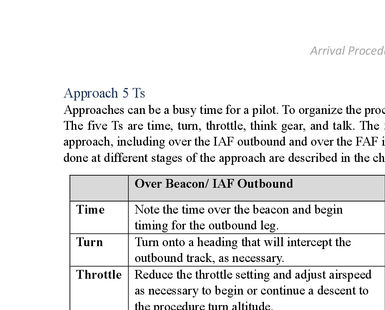 Arrival
Approach 5 Ts
Approaches can be a busy time for a pilot. To organize the
The five Ts are time, turn, throttle, think gear, and talk. The
approach, including over the IAF outbound and over the FAF
done at different stages of the approach are described in the
Over Beacon/ IAF Outbound
Time Note the time over the beacon and begin
timing for the outbound leg.
Turn Turn onto a heading that will intercept the
outbound track, as necessary.
Throttle Reduce the throttle setting and adjust airspeed
as necessary to begin or continue a descent to
the procedure turn altitude.